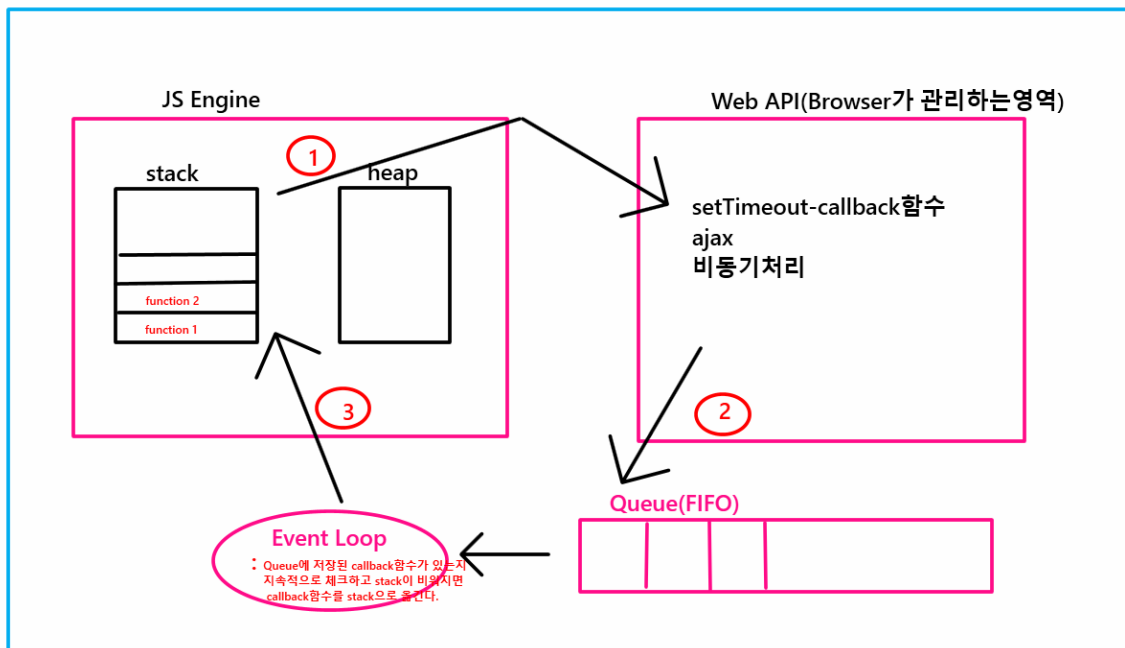 JS Engine
Web API(Browser가 관리하는영역)
1
stack
heap
setTimeout-callback함수
ajax
비동기처리
function 2
function 1
3
2
Queue(FIFO)
Event Loop
: Queue에 저장된 callback함수가 있는지
지속적으로 체크하고 stack이 비워지면
callback함수를 stack으로 옮긴다.